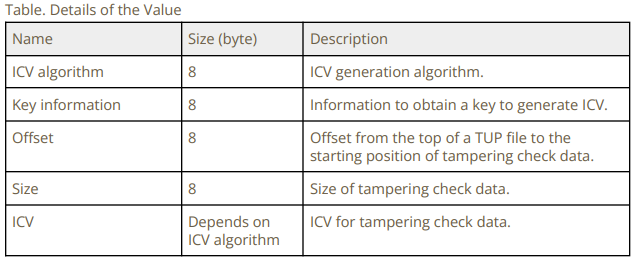 Table. Details of the Value
Name Size (byte) Description
ICV algorithm 8 ICV generation algorithm.
Key information 8 Information to obtain a key to generate ICV.
Offset 8 Offset from the top of a TUP file to the
starting position of tampering check data.
Size 8 Size of tampering check data.
ICV Depends on ICV for tampering check data.
ICV algorithm